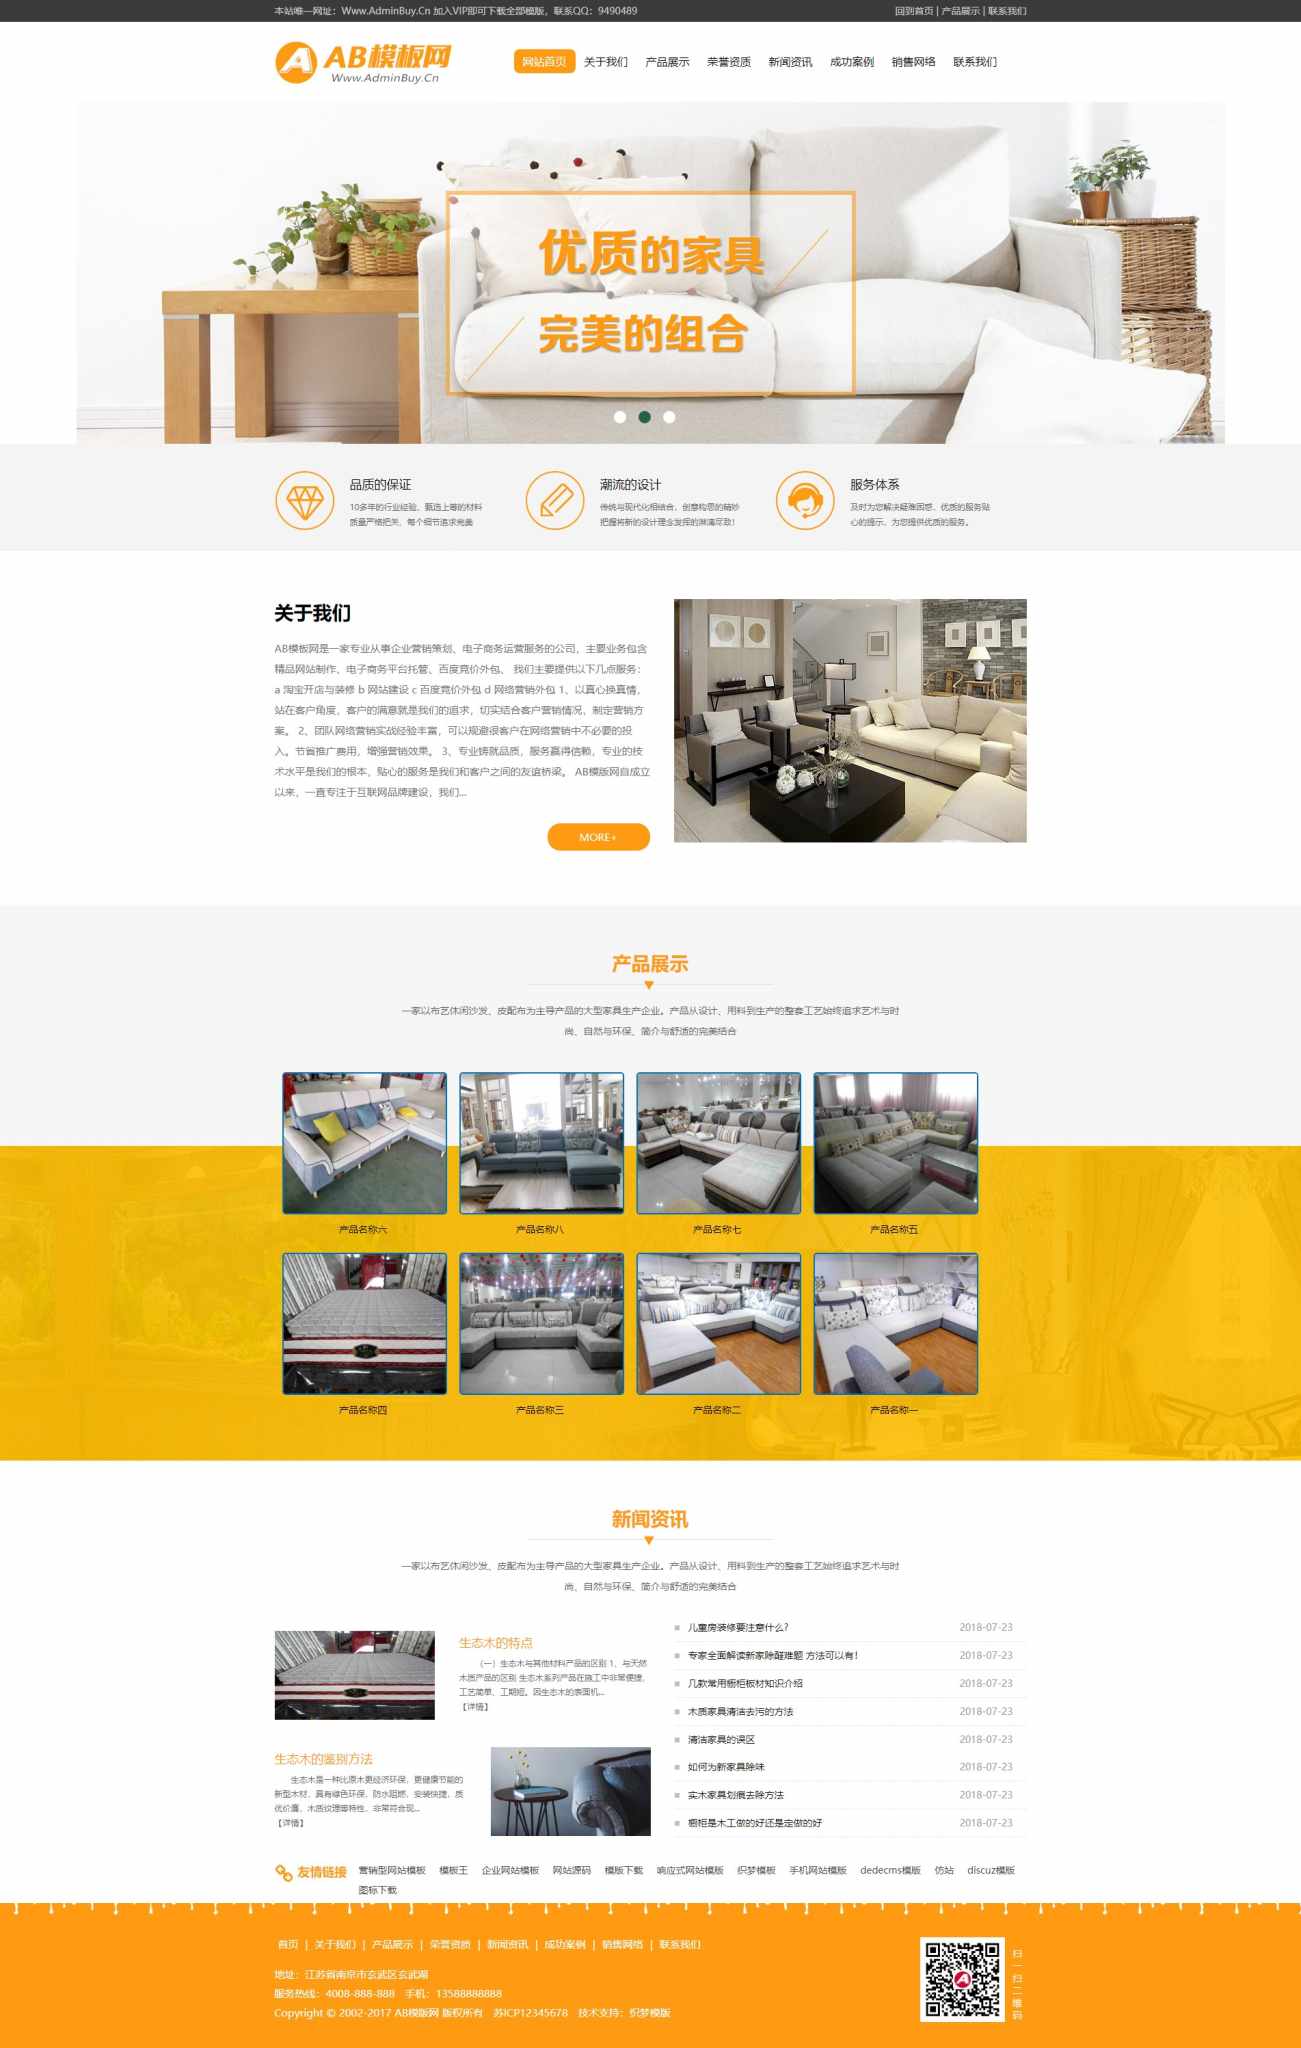 本站唯一网址：Www.AdminBuy.Cn 加入VIP即可下载全部模版，联系QQ：9490489
回到首页 | 产品展示 | 联系我们
AB模板网
Www.AdminBuy.Cn
网站首页 关于我们 产品展示 荣誉资质 新闻资讯 成功案例 销售网络 联系我们
优质的家具
完美的组合
品质的保证
10多年的行业经验，甄选上等的材料
质量严格把关，每个细节追求完美
潮流的设计
传统与现代化相结合，创意构思的精妙
把握将新的设计理念发挥的淋漓尽致！
服务体系
及时为您解决疑难困惑，优质的服务贴
心的提示，为您提供优质的服务。
关于我们
AB模板网是一家专业从事企业营销策划、电子商务运营服务的公司，主要业务包含
精品网站制作、电子商务平台托管、百度竞价外包、 我们主要提供以下几点服务：
a 淘宝开店与装修 b 网站建设 c 百度竞价外包 d 网络营销外包 1、以真心换真情，
站在客户角度，客户的满意就是我们的追求，切实结合客户营销情况，制定营销方
案。 2、团队网络营销实战经验丰富，可以规避很客户在网络营销中不必要的投
入。节省推广费用，增强营销效果。 3、专业铸就品质，服务赢得信赖，专业的技
术水平是我们的根本，贴心的服务是我们和客户之间的友谊桥梁。 AB模版网自成立
以来，一直专注于互联网品牌建设，我们...
MORE+
产品展示
一家以布艺休闲沙发、皮配布为主导产品的大型家具生产企业。产品从设计、用料到生产的整套工艺始终追求艺术与时
尚、自然与环保、简介与舒适的完美结合
产品名称六 产品名称八 产品名称七 产品名称五
产品名称四 产品名称三 产品名称二 产品名称一
新闻资讯
一家以布艺休闲沙发、皮配布为主导产品的大型家具生产企业。产品从设计、用料到生产的整套工艺始终追求艺术与时
尚、自然与环保、简介与舒适的完美结合
生态木的特点
（一）生态木与其他材料产品的区别 1、与天然
木质产品的区别 生态木系列产品在施工中非常便捷，
工艺简单，工期短。因生态木的表面机...
【详情】
生态木的鉴别方法
生态木是一种比原木更经济环保，更健康节能的
新型木材，具有绿色环保，防水阻燃，安装快捷，质
优价廉，木质纹理等特性，非常符合现...
【详情】
儿童房装修要注意什么? 2018-07-23
专家全面解读新家除醛难题 方法可以有！ 2018-07-23
几款常用橱柜板材知识介绍 2018-07-23
木质家具清洁去污的方法 2018-07-23
清洁家具的误区 2018-07-23
如何为新家具除味 2018-07-23
实木家具划痕去除方法 2018-07-23
橱柜是木工做的好还是定做的好 2018-07-23
友情链接 营销型网站模板 模板王 企业网站模板 网站源码 模版下载 响应式网站模版 织梦模板 手机网站模版 dedecms模版 仿站 discuz模版
图标下载
首页 | 关于我们 | 产品展示 | 荣誉资质 | 新闻资讯 | 成功案例 | 销售网络 | 联系我们
地址：江苏省南京市玄武区玄武湖
服务热线：4008-888-888 手机：13588888888
Copyright © 2002-2017 AB模版网 版权所有 苏ICP12345678 技术支持：织梦模版
扫一扫二维码